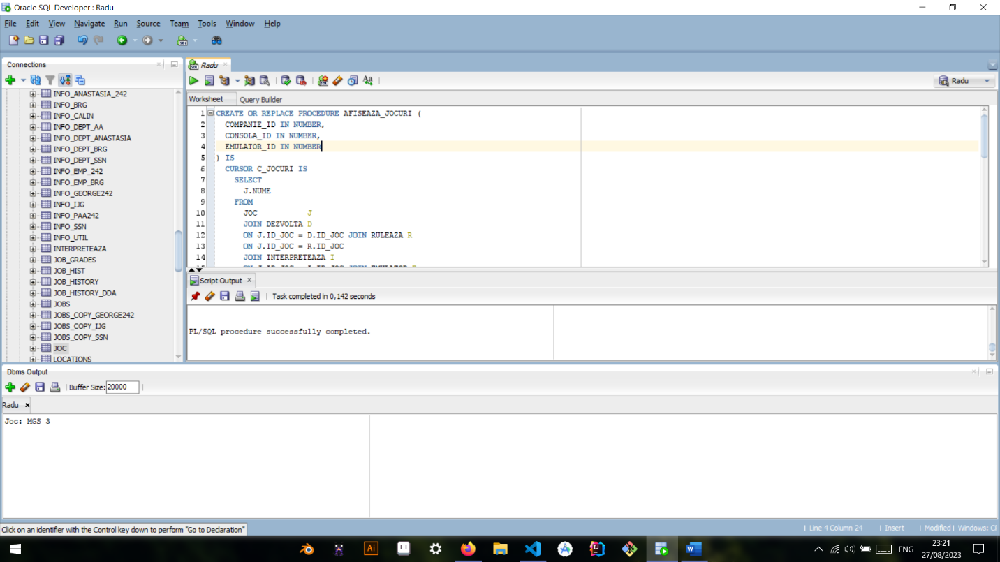 Oracle SQL Developer : Radu
File Edit View Navigate Run Source Team Tools Window Help
Connections
INFO_ANASTASIA_242
INFO_BRG
INFO_CALIN
INFO_DEPT_AA
INFO_DEPT_ANASTASIA
INFO_DEPT_BRG
INFO_DEPT_SSN
INFO_EMP_242
INFO_EMP_BRG
INFO_GEORGE242
INFO_IJG
INFO_PAA242
INFO_SSN
INFO_UTIL
INTERPRETEAZA
JOB_GRADES
JOB_HIST
JOB_HISTORY
JOB_HISTORY_DDA
JOBS
JOBS_COPY_GEORGE242
JOBS_COPY_IJG
JOBS_COPY_SSN
JOC
LOCATIONS
Radu
Radu
Worksheet Query Builder
1 CREATE OR REPLACE PROCEDURE AFISEAZA_JOCURI (
2 COMPANIE_ID IN NUMBER,
3 CONSOLA_ID IN NUMBER,
4 EMULATOR_ID IN NUMBER
5 ) IS
6 CURSOR C_JOCURI IS
7 SELECT
8 J.NUME
9 FROM
10 JOC J
11 JOIN DEZVOLTA D
12 ON J.ID_JOC = D.ID_JOC JOIN RULEAZA R
13 ON J.ID_JOC = R.ID_JOC
14 JOIN INTERPRETEAZA I
Script Output
Task completed in 0,142 seconds
PL/SQL procedure successfully completed.
Dbms Output
Buffer Size: 20000
Radu
Joc: MGS 3
Click on an identifier with the Control key down to perform "Go to Declaration"
| Line 4 Column 24 | Insert | Modified | Windows: Cl
Ai
ENG
23:21
27/08/2023